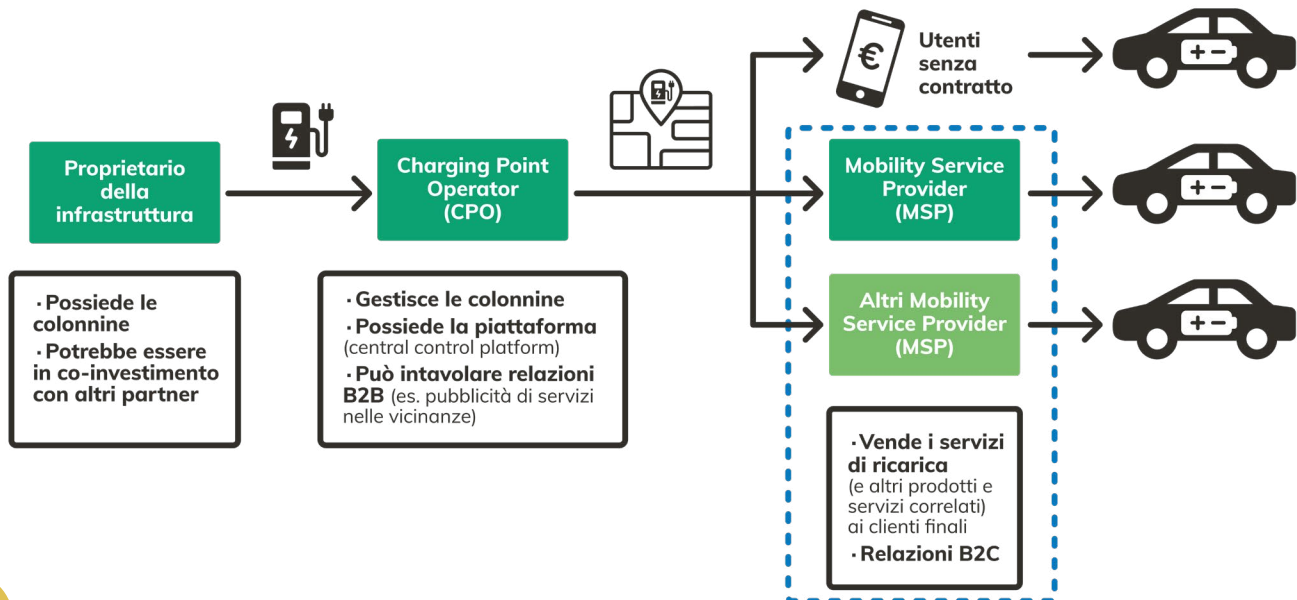 Utenti
senza
contratto
€
Proprietario
della
infrastruttura
Charging Point
Operator
(CPO)
Mobility Service
Provider
(MSP)
Altri Mobility
Service Provider
(MSP)
· Possiede le
colonnine
· Potrebbe essere
in co-investimento
con altri partner
· Gestisce le colonnine
· Possiede la piattaforma
(central control platform)
· Può intavolare relazioni
B2B (es. pubblicità di servizi
nelle vicinanze)
· Vende i servizi
di ricarica
(e altri prodotti e
servizi correlati)
ai clienti finali
· Relazioni B2C